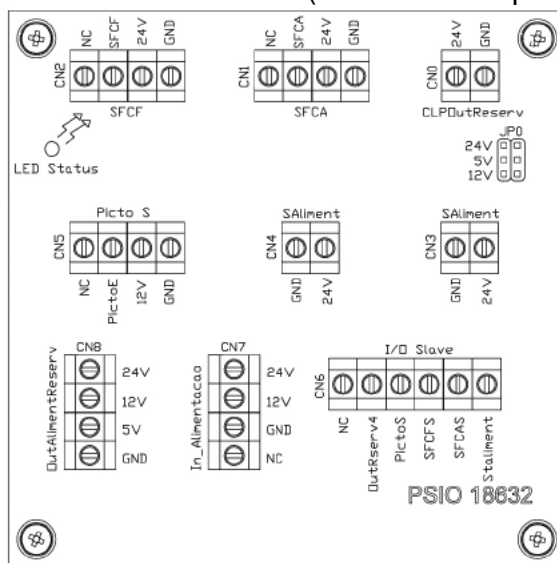 NC SFCF 24V GND
CN2
SFCF
NC SFCA 24V GND
CN1
SFCA
24V GND
CN0
CLPOutReserv
LED Status
JP0
24V
5V
12V
Picto S
CN5
NC PictoE 12V GND
SAliment
CN4
GND 24V
SAliment
CN3
GND 24V
CN8
OutAlimentReserv
24V
12V
5V
GND
CN7
In_Alimentacao
24V
12V
GND
NC
I/O Slave
CN6
NC OutRserv4 PictoS SFCFS SFCAS Staliment
PSIO 18632